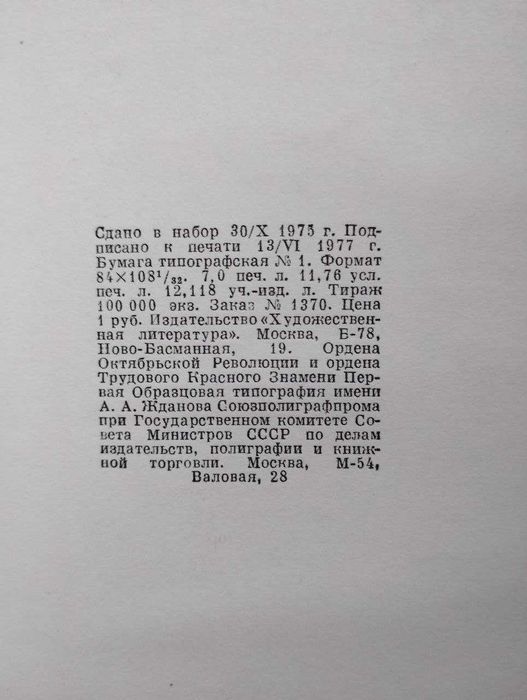 Сдано в набор 30/X 1975 г. Под-
писано к печати 13/VI 1977 г.
Бумага типографская № 1. Формат
84×108¹/₃₂. 7,0 печ. л. 11,76 усл.
печ. л. 12,118 уч.-изд. л. Тираж
100 000 экз. Заказ № 1370. Цена
1 руб. Издательство «Художествен-
ная литература». Москва, Б-78,
Ново-Басманная, 19. Ордена
Октябрьской Революции и ордена
Трудового Красного Знамени Пер-
вая Образцовая типография имени
А. А. Жданова Союзполиграфпрома
при Государственном комитете Со-
вета Министров СССР по делам
издательств, полиграфии и книж-
ной торговли. Москва, М-54,
Валовая, 28